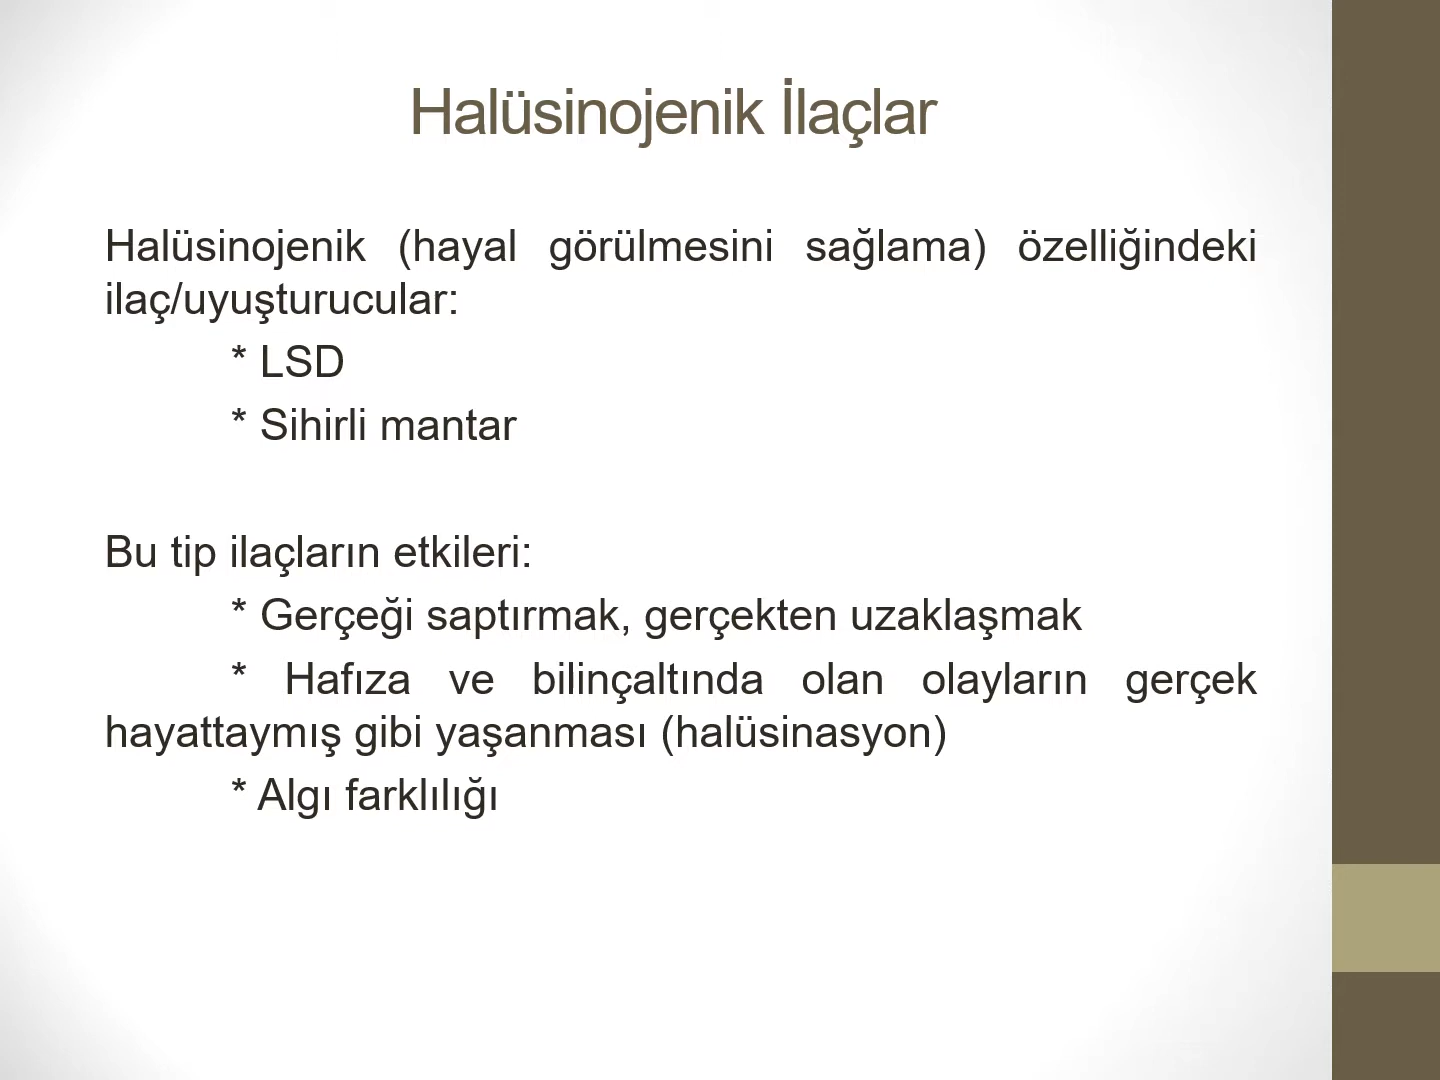 Halüsinojenik İlaçlar
Halüsinojenik (hayal görülmesini sağlama) özelliğindeki
ilaç/uyuşturucular:
* LSD
* Sihirli mantar
Bu tip ilaçların etkileri:
* Gerçeği saptırmak, gerçekten uzaklaşmak
* Hafıza ve bilinçaltında olan olayların gerçek
hayattaymış gibi yaşanması (halüsinasyon)
* Algı farklılığı